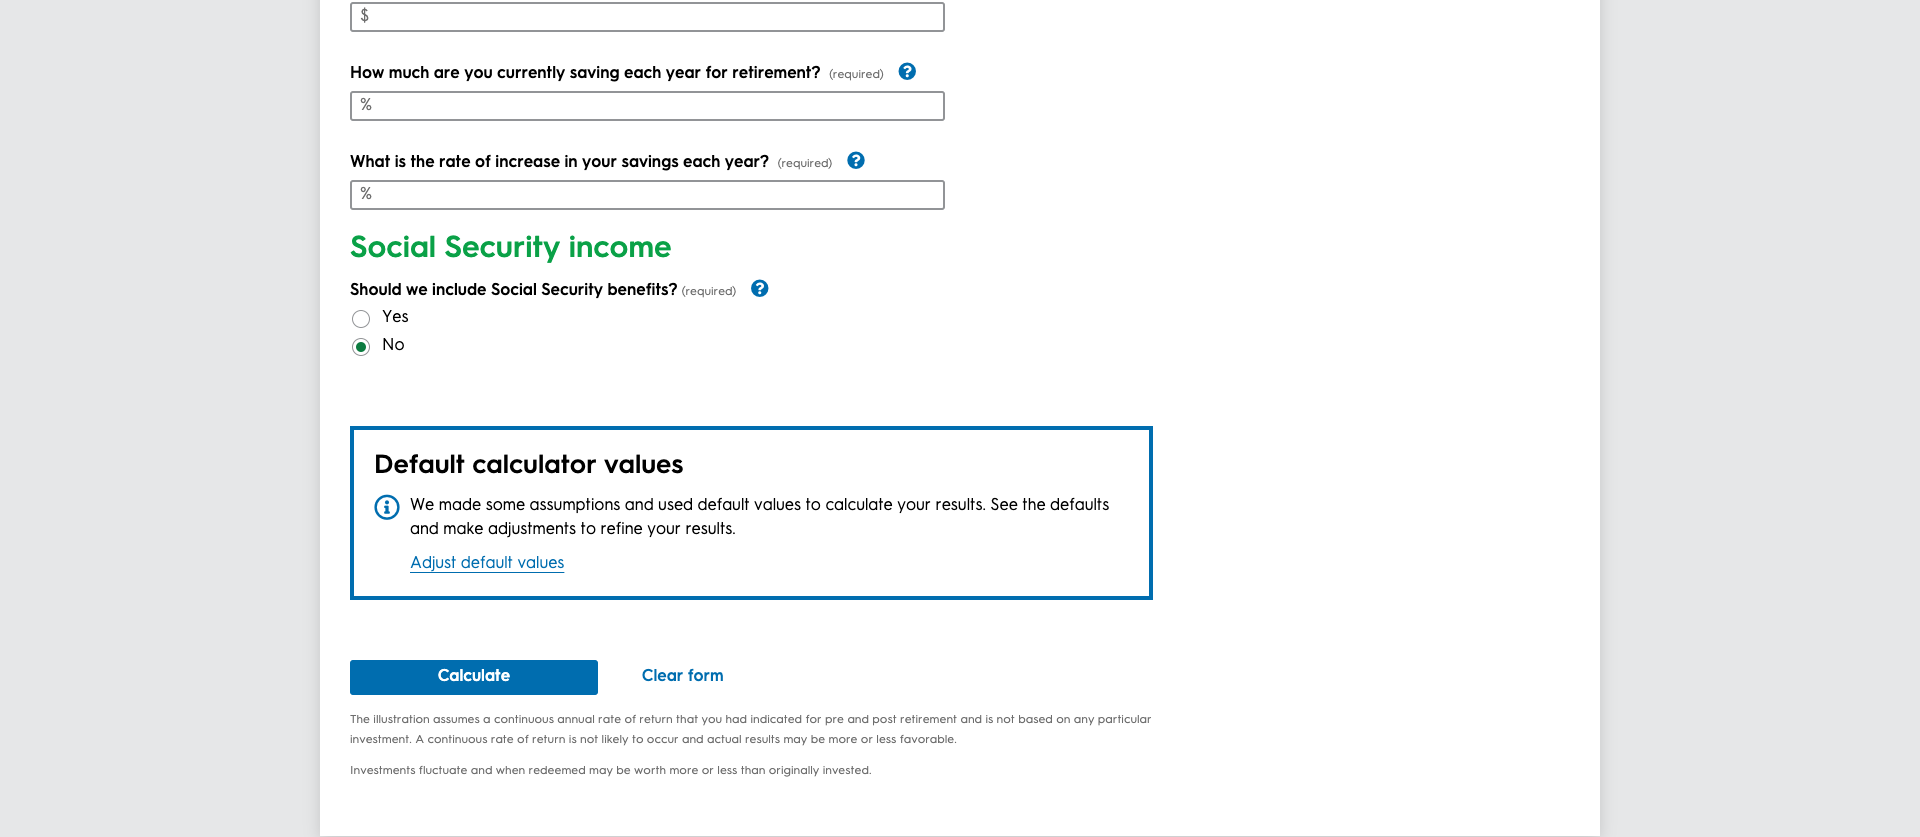 $
How much are you currently saving each year for retirement? (required) ?
%
What is the rate of increase in your savings each year? (required) ?
%
Social Security income
Should we include Social Security benefits? (required) ?
Yes
No
Default calculator values
We made some assumptions and used default values to calculate your results. See the defaults
and make adjustments to refine your results.
Adjust default values
Calculate Clear form
The illustration assumes a continuous annual rate of return that you had indicated for pre and post retirement and is not based on any particular
investment. A continuous rate of return is not likely to occur and actual results may be more or less favorable.
Investments fluctuate and when redeemed may be worth more or less than originally invested.